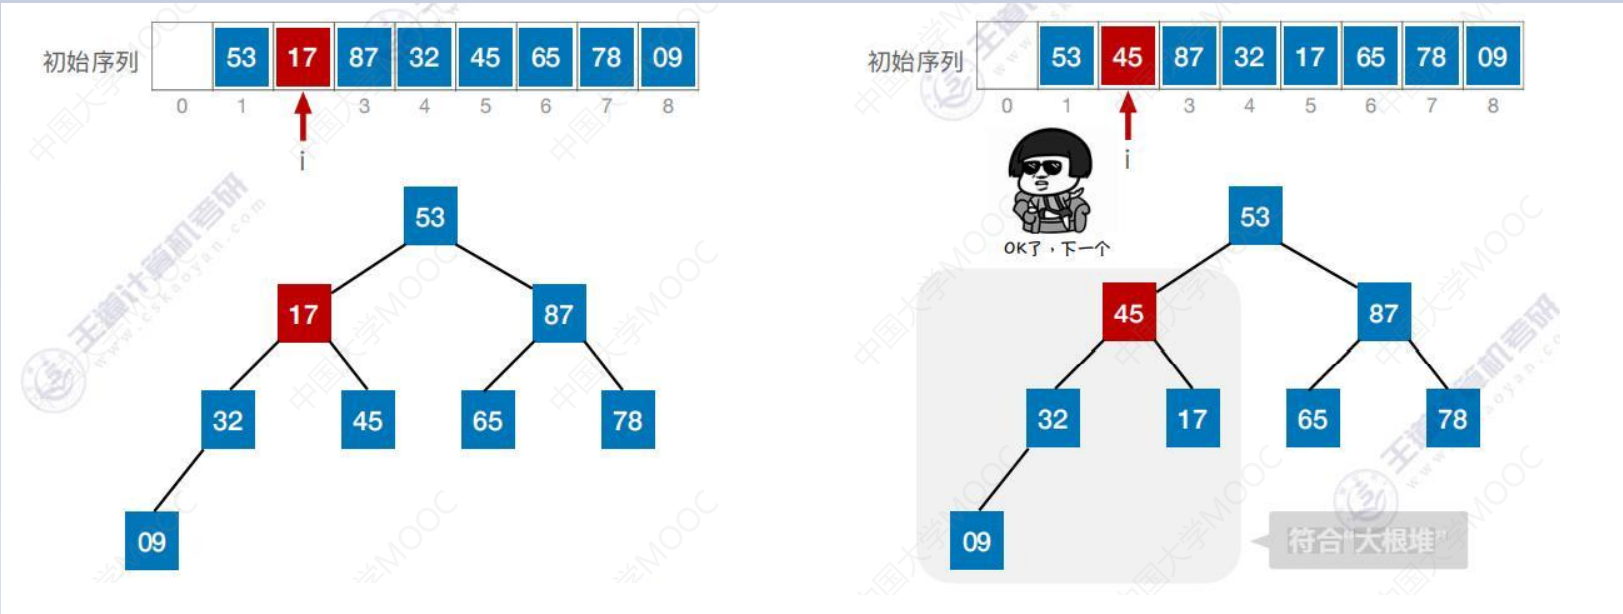 初始序列 53 17 87 32 45 65 78 09
0 1 3 4 5 6 7 8
i
53
17 87
32 45 65 78
09
初始序列 53 45 87 32 17 65 78 09
0 1 3 4 5 6 7 8
i
OK了，下一个
53
45 87
32 17 65 78
09
符合“大根堆”
王道计算机考研
www.cskaoyan.com
中国大学MOOC